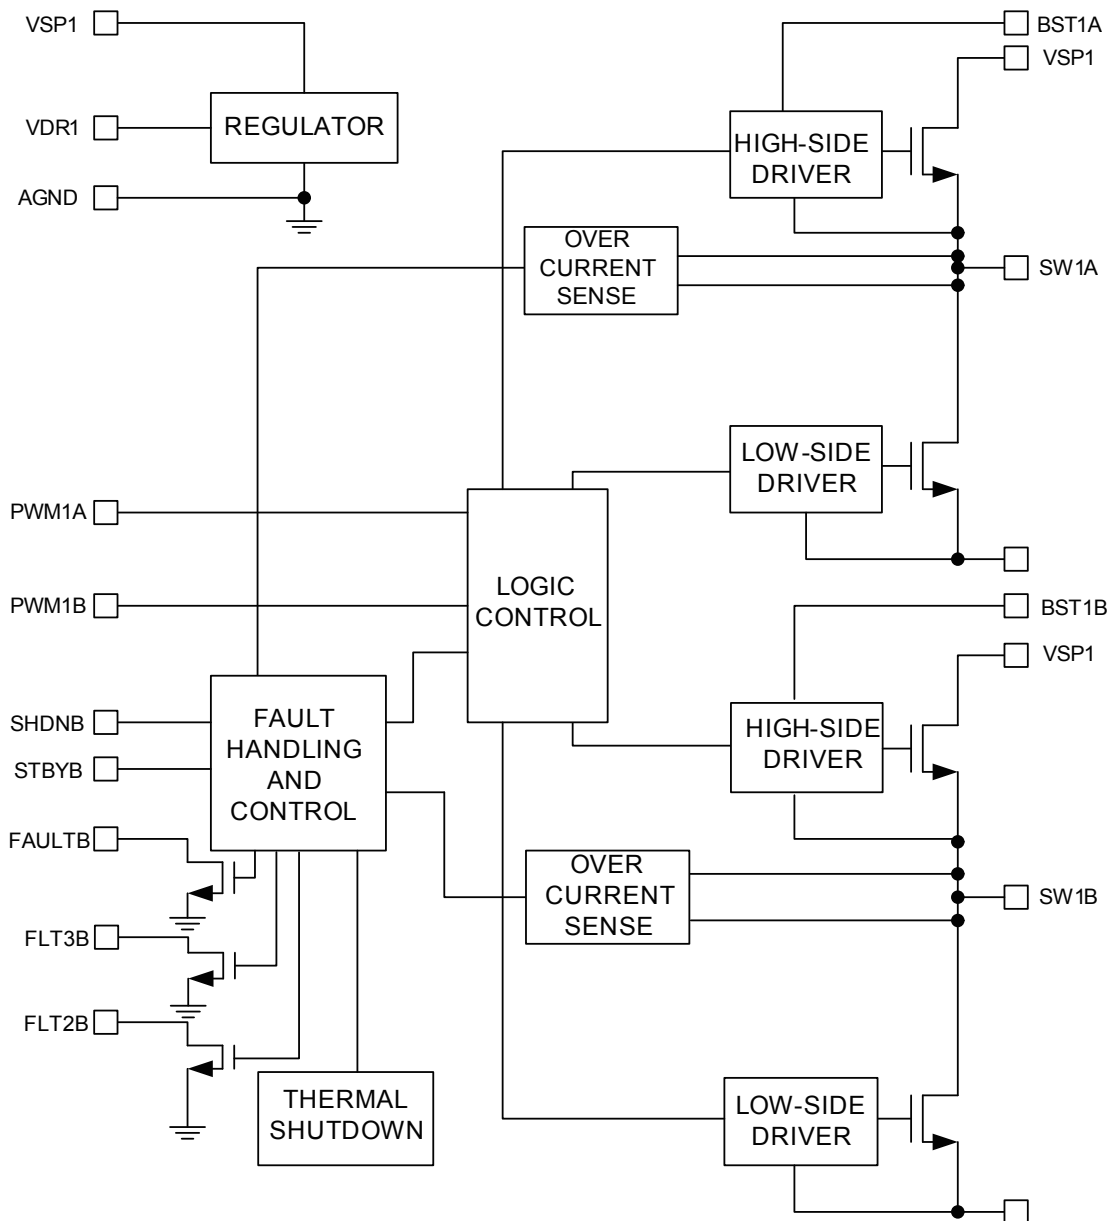 VSP1
BST1A
VSP1
VDR1
REGULATOR
HIGH-SIDE
DRIVER
AGND
OVER
CURRENT
SENSE
SW1A
LOW-SIDE
DRIVER
PWM1A
LOGIC
CONTROL
PWM1B
BST1B
VSP1
SHDNB
FAULT
HANDLING
AND
CONTROL
HIGH-SIDE
DRIVER
STBYB
FAULTB
OVER
CURRENT
SENSE
SW1B
FLT3B
FLT2B
THERMAL
SHUTDOWN
LOW-SIDE
DRIVER